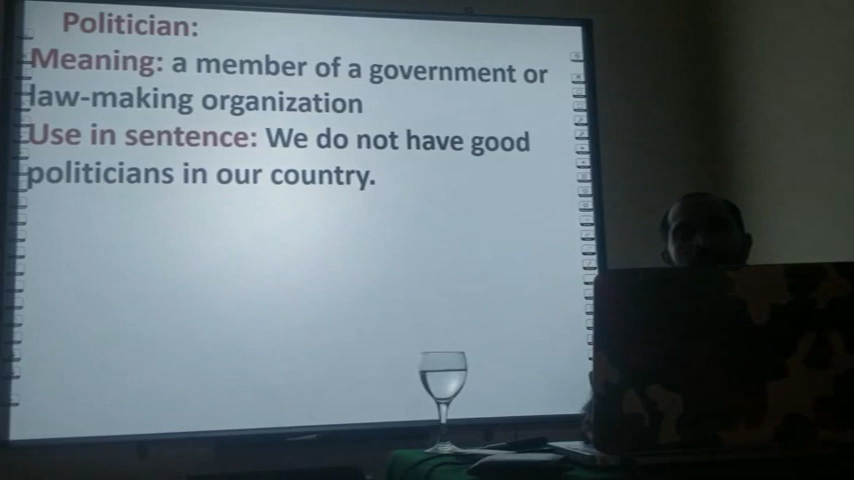 Politician:
Meaning: a member of a government or
law-making organization
Use in sentence: We do not have good
politicians in our country.